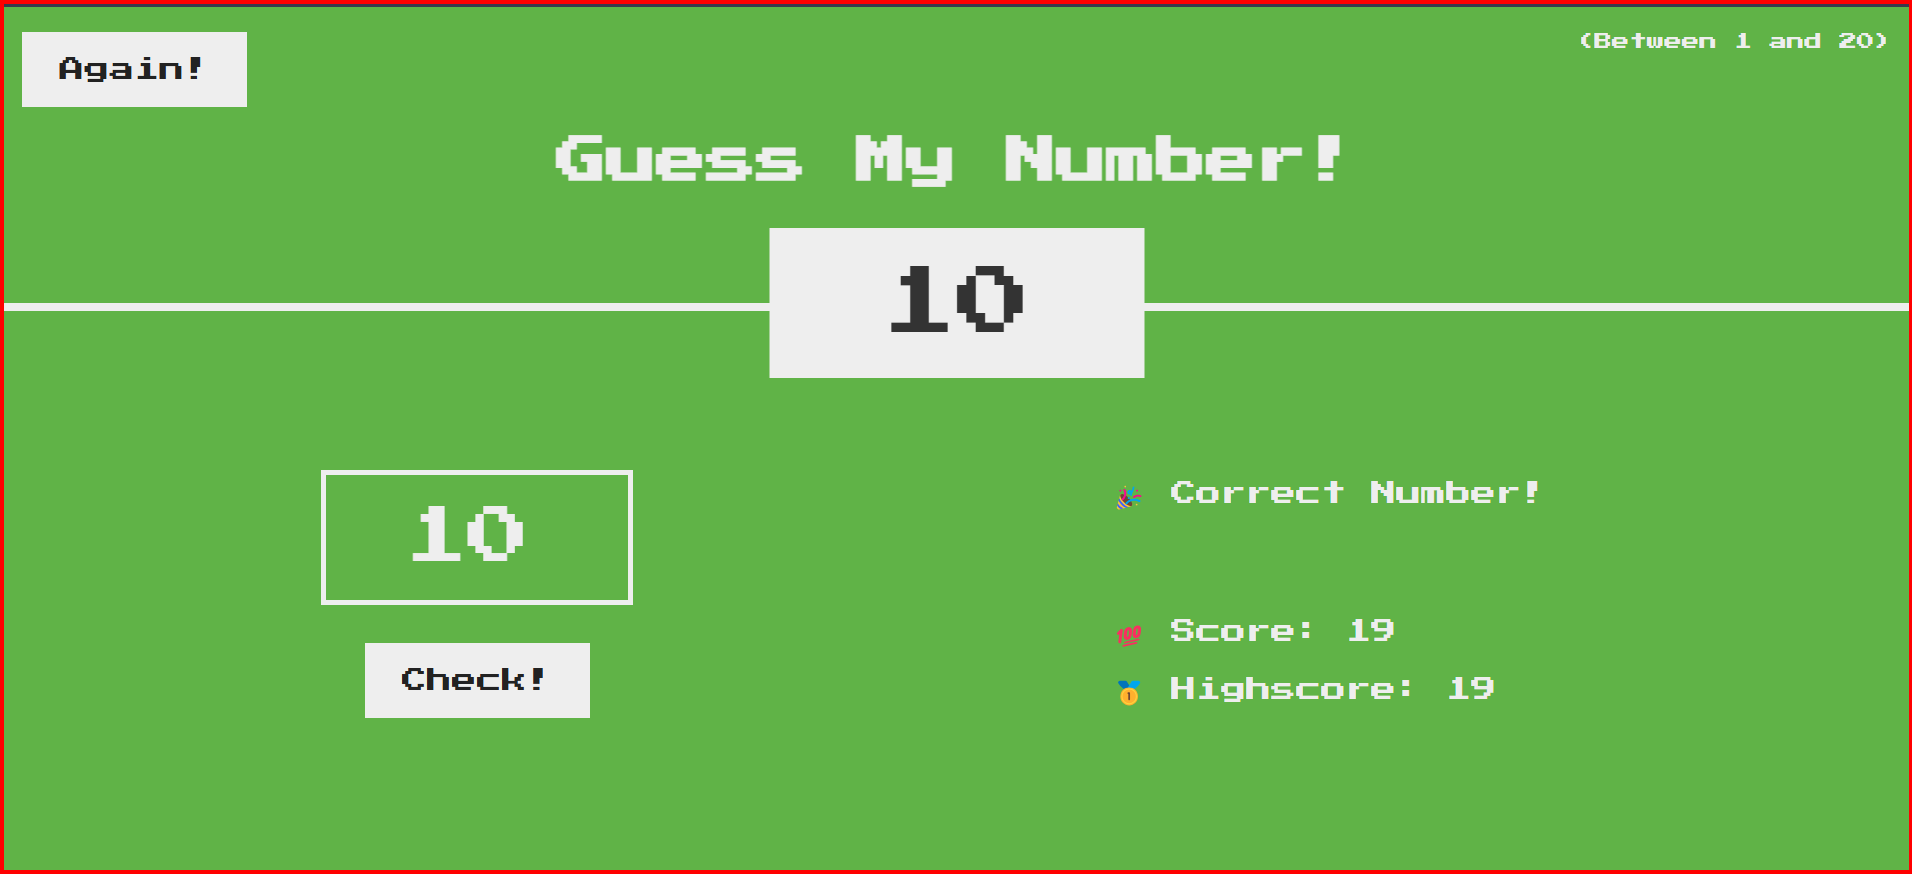 Again!
(Between 1 and 20)
Guess My Number!
10
10
Check!
🎉 Correct Number!
💯 Score: 19
🥇 Highscore: 19